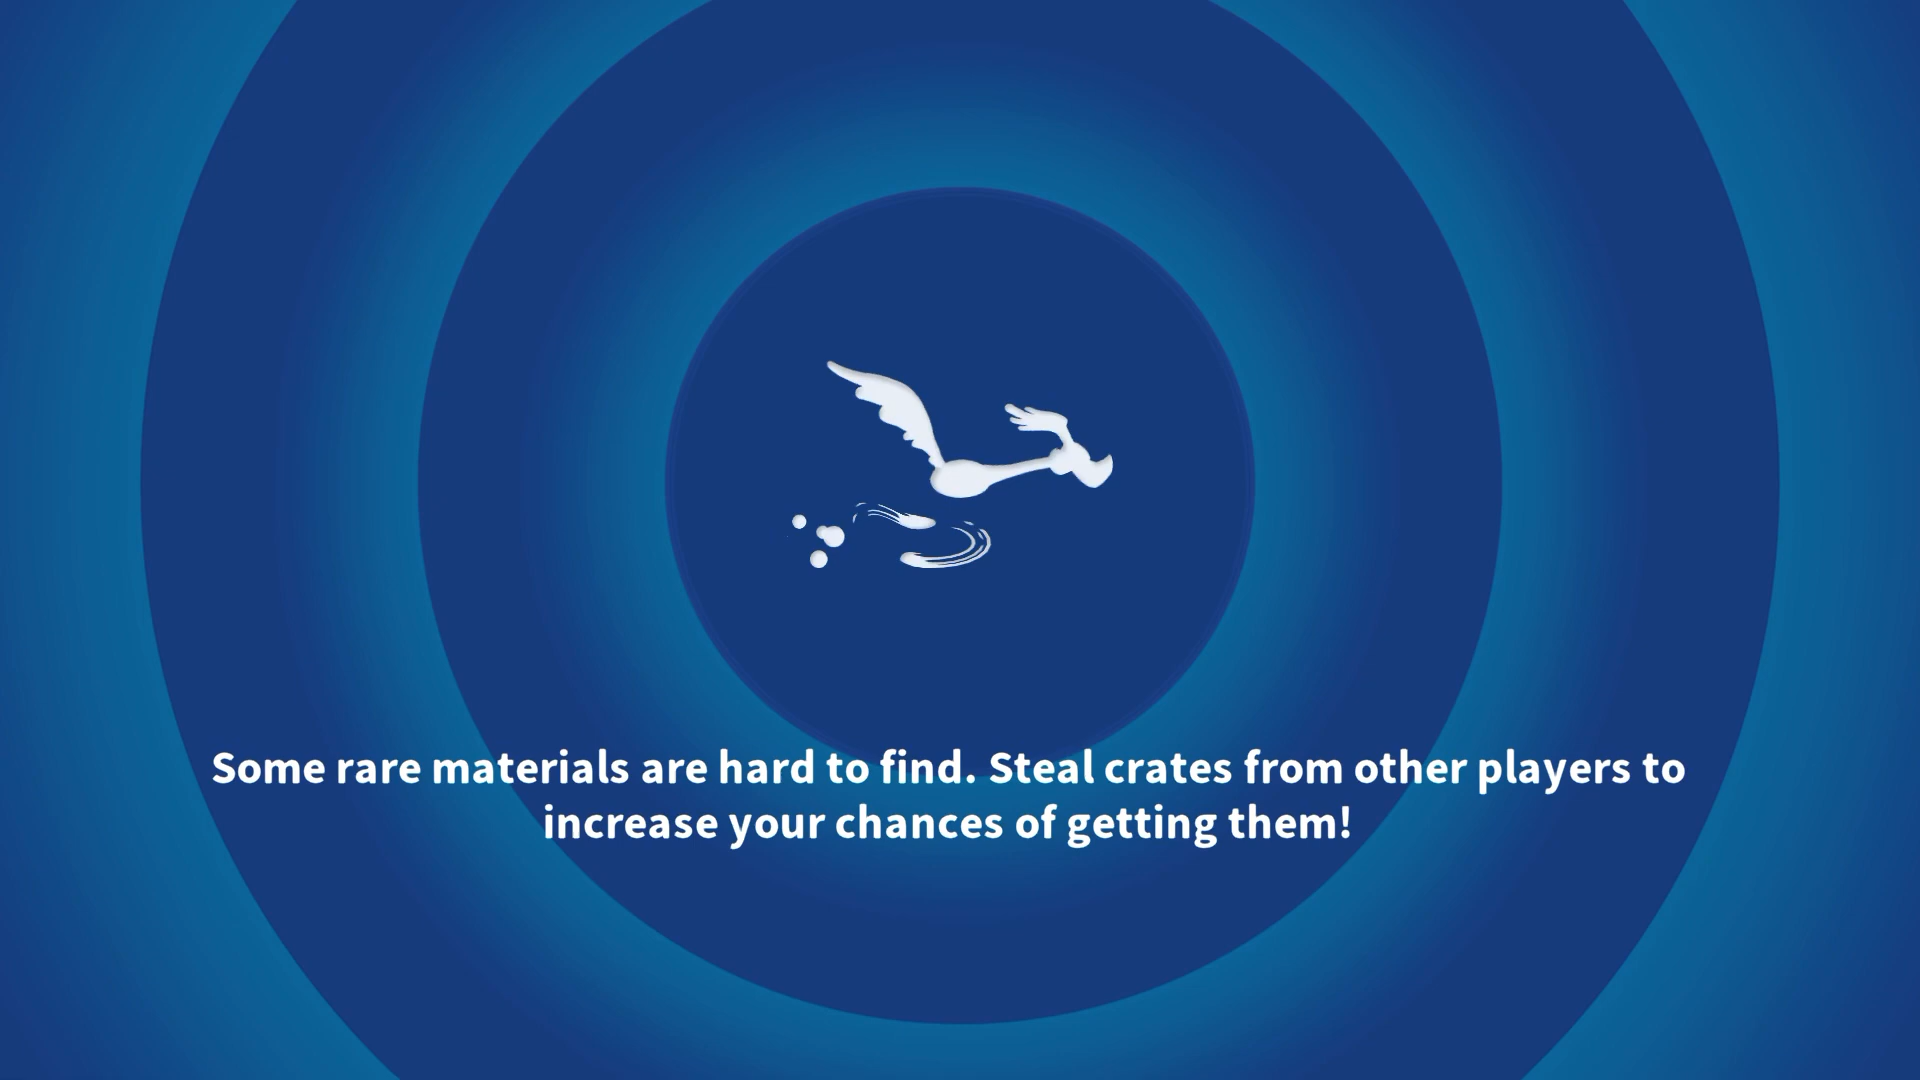 Some rare materials are hard to find. Steal crates from other players to
increase your chances of getting them!